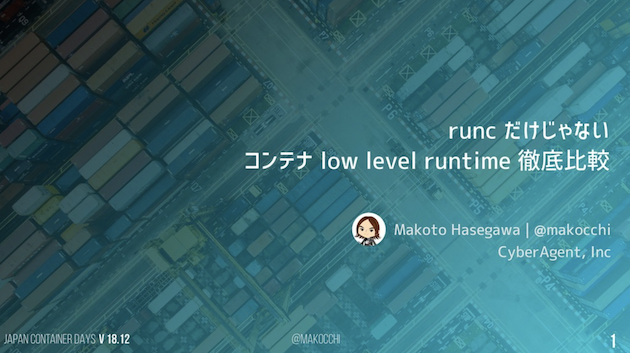 runc だけじゃない
コンテナ low level runtime 徹底比較
Makoto Hasegawa | @makocchi
CyberAgent, Inc
JAPAN CONTAINER DAYS V 18.12
@MAKOCCHI
1